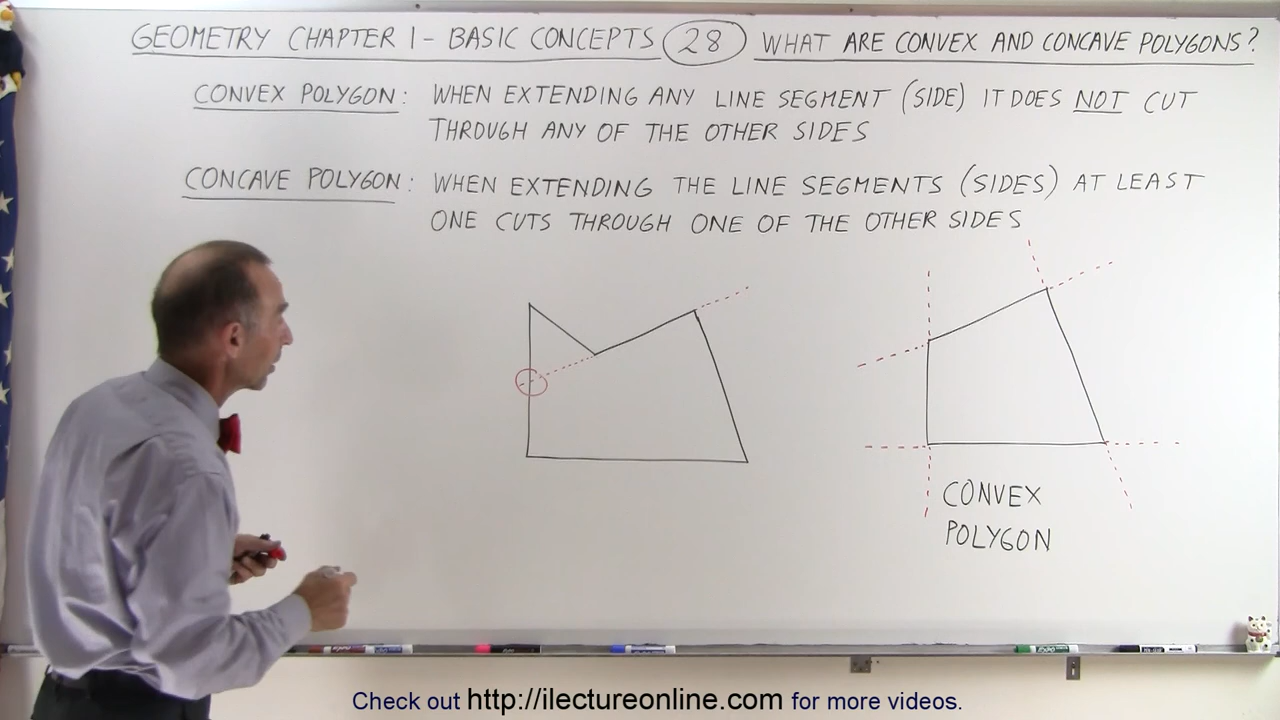 GEOMETRY CHAPTER 1 - BASIC CONCEPTS 28 WHAT ARE CONVEX AND CONCAVE POLYGONS?
CONVEX POLYGON: WHEN EXTENDING ANY LINE SEGMENT (SIDE) IT DOES NOT CUT
THROUGH ANY OF THE OTHER SIDES
CONCAVE POLYGON: WHEN EXTENDING THE LINE SEGMENTS (SIDES) AT LEAST
ONE CUTS THROUGH ONE OF THE OTHER SIDES
CONVEX
POLYGON
Check out http://ilectureonline.com for more videos.